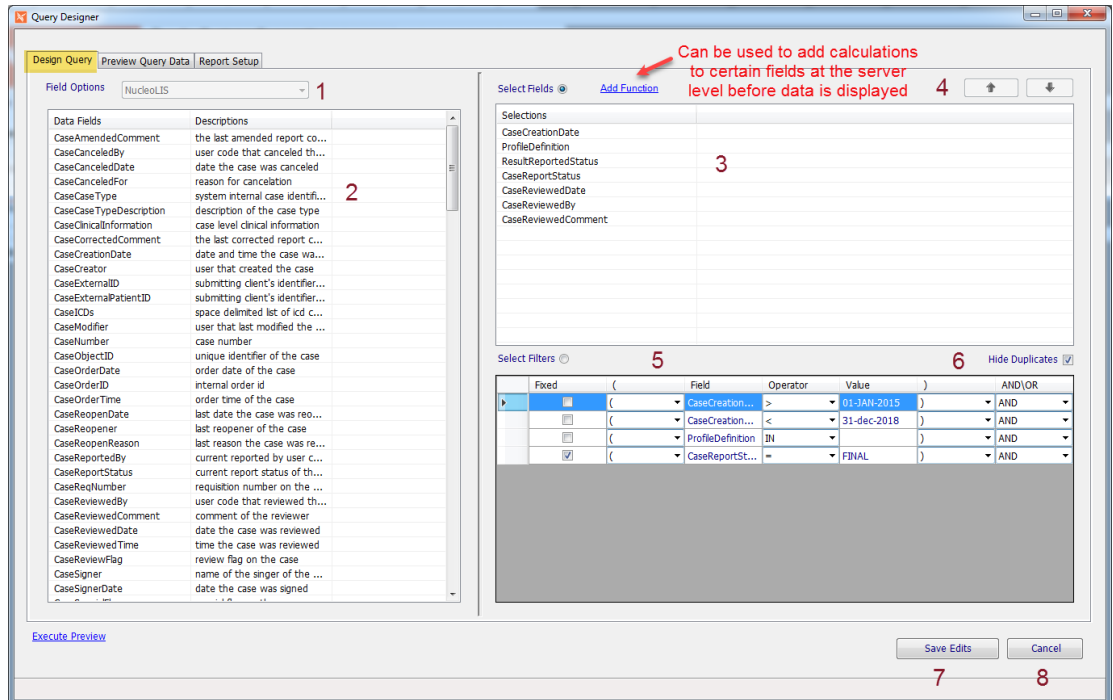 Query Designer
Design Query Preview Query Data Report Setup
Can be used to add calculations
to certain fields at the server
level before data is displayed
Field Options NucleoLIS 1
Select Fields Add Function 4
Data Fields Descriptions
CaseAmendedComment the last amended report co...
CaseCanceledBy user code that canceled th...
CaseCanceledDate date the case was canceled
CaseCanceledFor reason for cancelation
CaseCaseType system internal case identifi...
CaseCaseTypeDescription description of the case type
CaseClinicalInformation case level clinical information
CaseCorrectedComment the last corrected report c...
CaseCreationDate date and time the case wa...
CaseCreator user that created the case
CaseExternalID submitting client's identifier...
CaseExternalPatientID submitting client's identifier...
CaseICDs space delimited list of icd c...
CaseModifier user that last modified the ...
CaseNumber case number
CaseObjectID unique identifier of the case
CaseOrderDate order date of the case
CaseOrderID internal order id
CaseOrderTime order time of the case
CaseReopenDate last date the case was reo...
CaseReopener last reopener of the case
CaseReopenReason last reason the case was re...
CaseReportedBy current reported by user c...
CaseReportStatus current report status of th...
CaseReqNumber requisition number on the ...
CaseReviewedBy user code that reviewed th...
CaseReviewedComment comment of the reviewer
CaseReviewedDate date the case was reviewed
CaseReviewedTime time the case was reviewed
CaseReviewFlag review flag on the case
CaseSigner name of the singer of the ...
CaseSignerDate date the case was signed
2
Selections
CaseCreationDate
ProfileDefinition
ResultReportedStatus
CaseReportStatus
CaseReviewedDate
CaseReviewedBy
CaseReviewedComment
3
Select Filters 5 6 Hide Duplicates
Fixed ( Field Operator Value ) AND\OR
( CaseCreation... > 01-JAN-2015 ) AND
( CaseCreation... < 31-dec-2018 ) AND
( ProfileDefinition IN ) AND
( CaseReportSt... = FINAL ) AND
Execute Preview
Save Edits Cancel
7 8